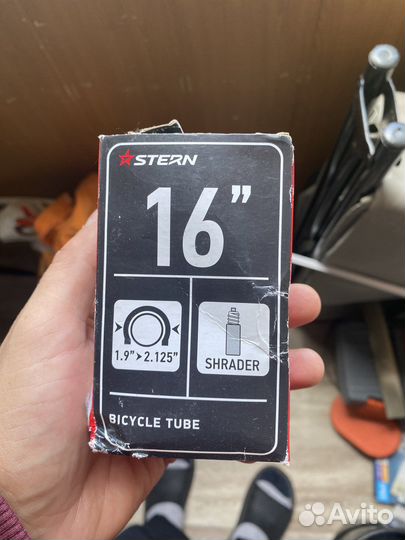 STERN
16”
1.9” > 2.125”
SHRADER
BICYCLE TUBE
Avito